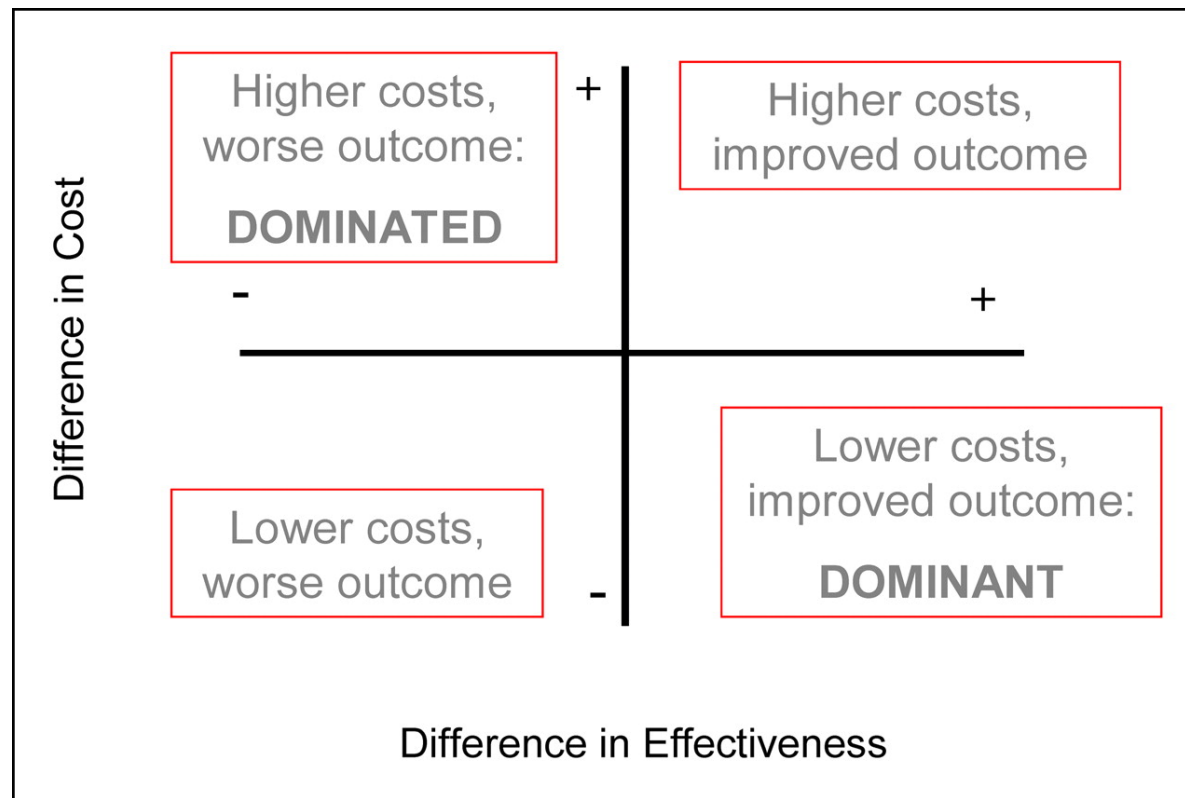 Higher costs,
worse outcome:
DOMINATED
+
Higher costs,
improved outcome
Difference in Cost
-
+
Lower costs,
worse outcome
-
Lower costs,
improved outcome:
DOMINANT
Difference in Effectiveness